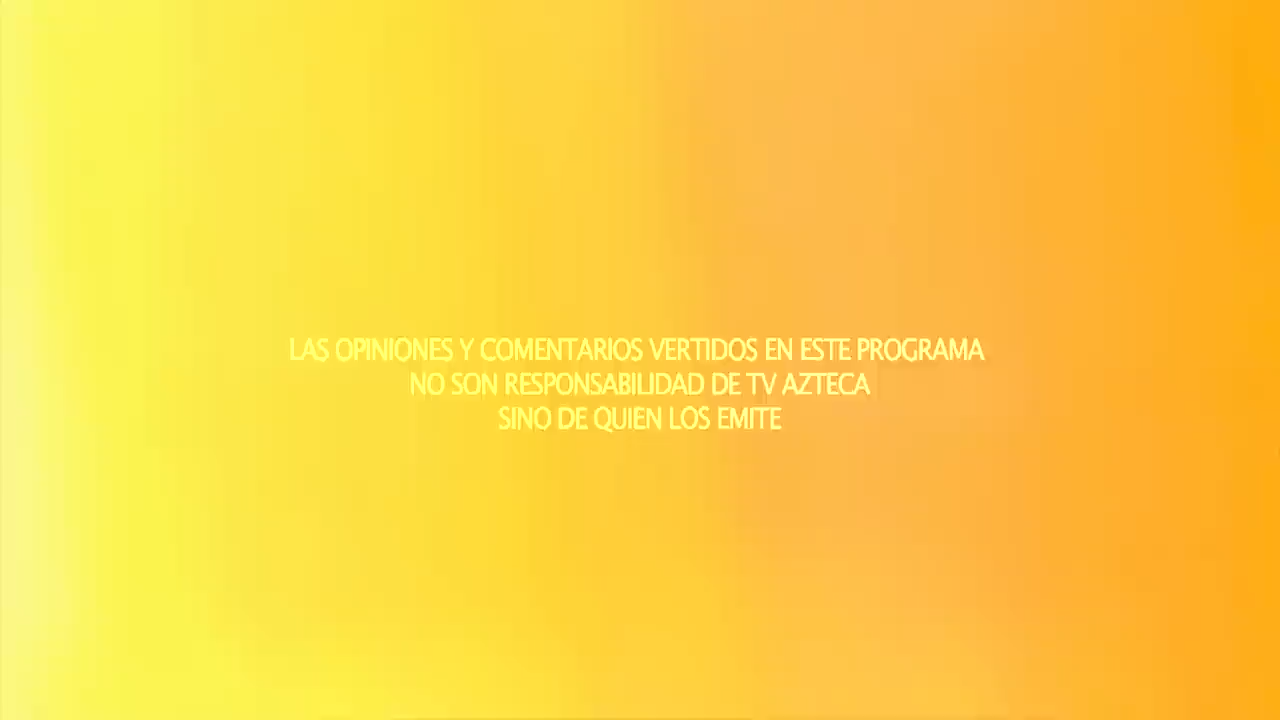 LAS OPINIONES Y COMENTARIOS VERTIDOS EN ESTE PROGRAMA
NO SON RESPONSABILIDAD DE TV AZTECA
SINO DE QUIEN LOS EMITE